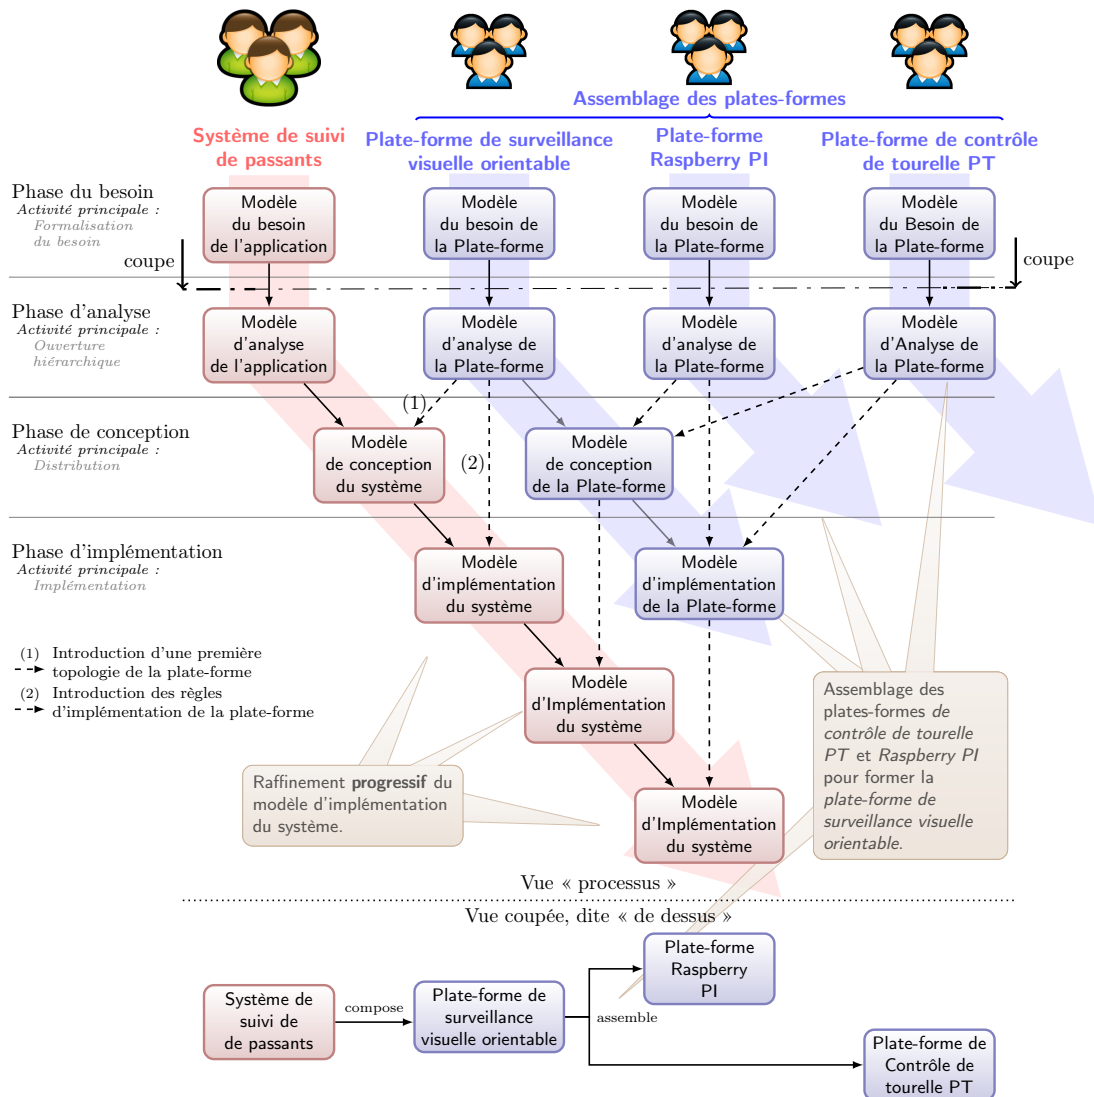 Assemblage des plates-formes
Système de suivi
de passants
Plate-forme de surveillance
visuelle orientable
Plate-forme
Raspberry PI
Plate-forme de contrôle
de tourelle PT
Phase du besoin
Activité principale :
Formalisation
du besoin
coupe
Modèle
du besoin
de l'application
Modèle
du besoin de
la Plate-forme
Modèle
du besoin de
la Plate-forme
Modèle
du Besoin de
la Plate-forme
coupe
Phase d'analyse
Activité principale :
Ouverture
hiérarchique
Modèle
d'analyse de
de l'application
Modèle
d'analyse de
la Plate-forme
Modèle
d'analyse de
la Plate-forme
Modèle
d'Analyse de
la Plate-forme
(1)
Phase de conception
Activité principale :
Distribution
Modèle
de conception
du système
(2)
Modèle
de conception
de la Plate-forme
Phase d'implémentation
Activité principale :
Implémentation
Modèle
d'implémentation
du système
Modèle
d'implémentation
de la Plate-forme
(1) Introduction d'une première
topologie de la plate-forme
(2) Introduction des règles
d'implémentation de la plate-forme
Modèle
d'Implémentation
du système
Assemblage des
plates-formes de
contrôle de tourelle
PT et Raspberry PI
pour former la
plate-forme de
surveillance visuelle
orientable.
Raffinement progressif du
modèle d'implémentation
du système.
Modèle
d'Implémentation
du système
Vue « processus »
Vue coupée, dite « de dessus »
Système de
suivi de
de passants
compose
Plate-forme de
surveillance
visuelle orientable
assemble
Plate-forme
Raspberry
PI
Plate-forme de
Contrôle de
tourelle PT